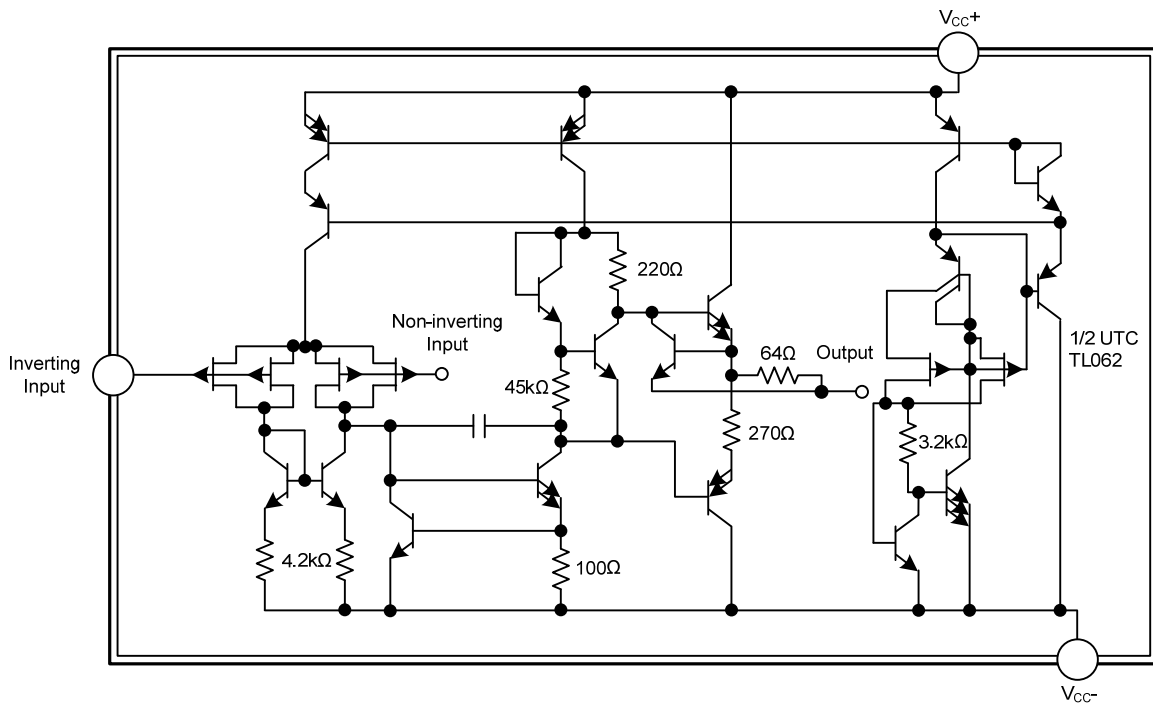 VCC+
220Ω
Non-inverting
Input
Inverting
Input
64Ω
Output
1/2 UTC
TL062
45kΩ
270Ω
3.2kΩ
4.2kΩ
100Ω
VCC-